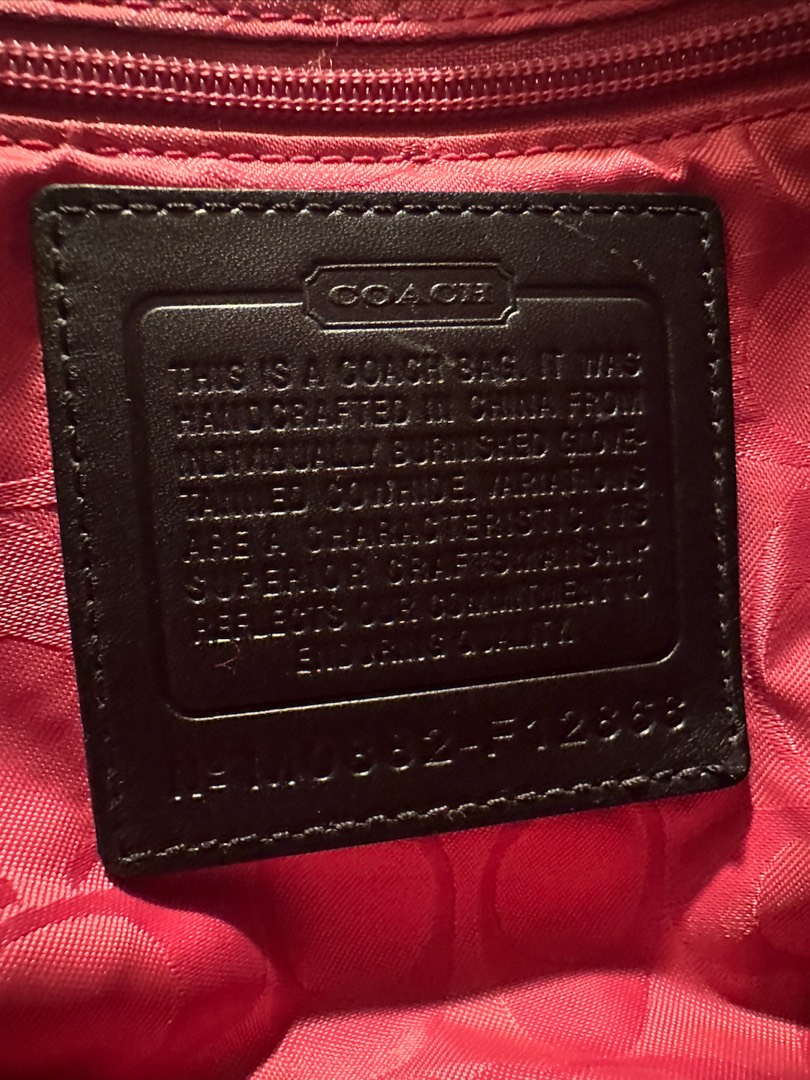 COACH
THIS IS A COACH BAG. IT WAS
HANDCRAFTED IN CHINA FROM
INDIVIDUALLY BURNISHED GLOVE-
TANNED COWHIDE. VARIATIONS
ARE A CHARACTERISTIC. ITS
SUPERIOR CRAFTSMANSHIP
REFLECTS OUR COMMITMENT TO
ENDURING QUALITY.